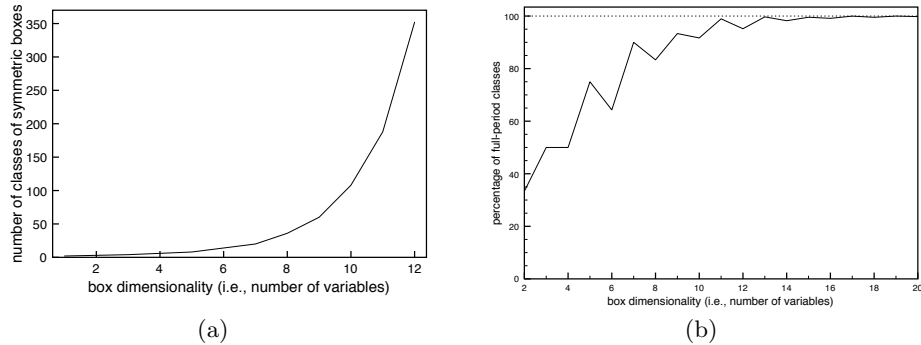 number of classes of symmetric boxes
350
300
250
200
150
100
50
0
2 4 6 8 10 12
box dimensionality (i.e., number of variables)
(a)
percentage of full-period classes
100
80
60
40
20
0
2 4 6 8 10 12 14 16 18 20
box dimensionality (i.e., number of variables)
(b)